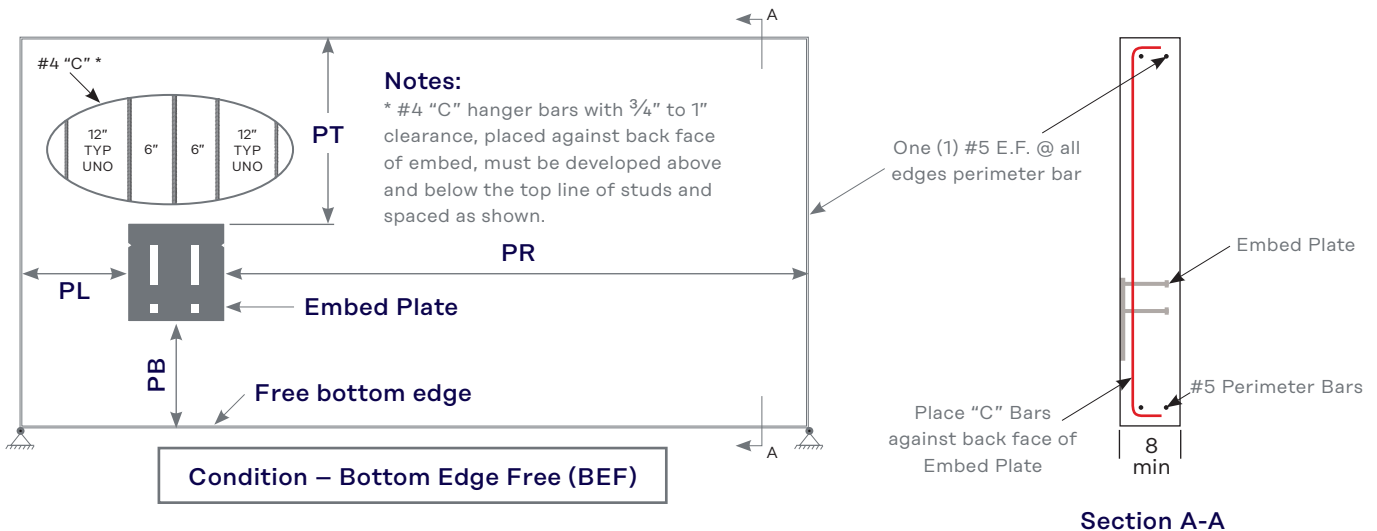 A
#4 “C” *
12”
TYP
UNO
6”
6”
12”
TYP
UNO
PT
Notes:
* #4 “C” hanger bars with ¾” to 1”
clearance, placed against back face
of embed, must be developed above
and below the top line of studs and
spaced as shown.
PR
PL
Embed Plate
PB
Free bottom edge
A
Condition – Bottom Edge Free (BEF)
One (1) #5 E.F. @ all
edges perimeter bar
Embed Plate
#5 Perimeter Bars
Place “C” Bars
against back face of
Embed Plate
8
min
Section A-A